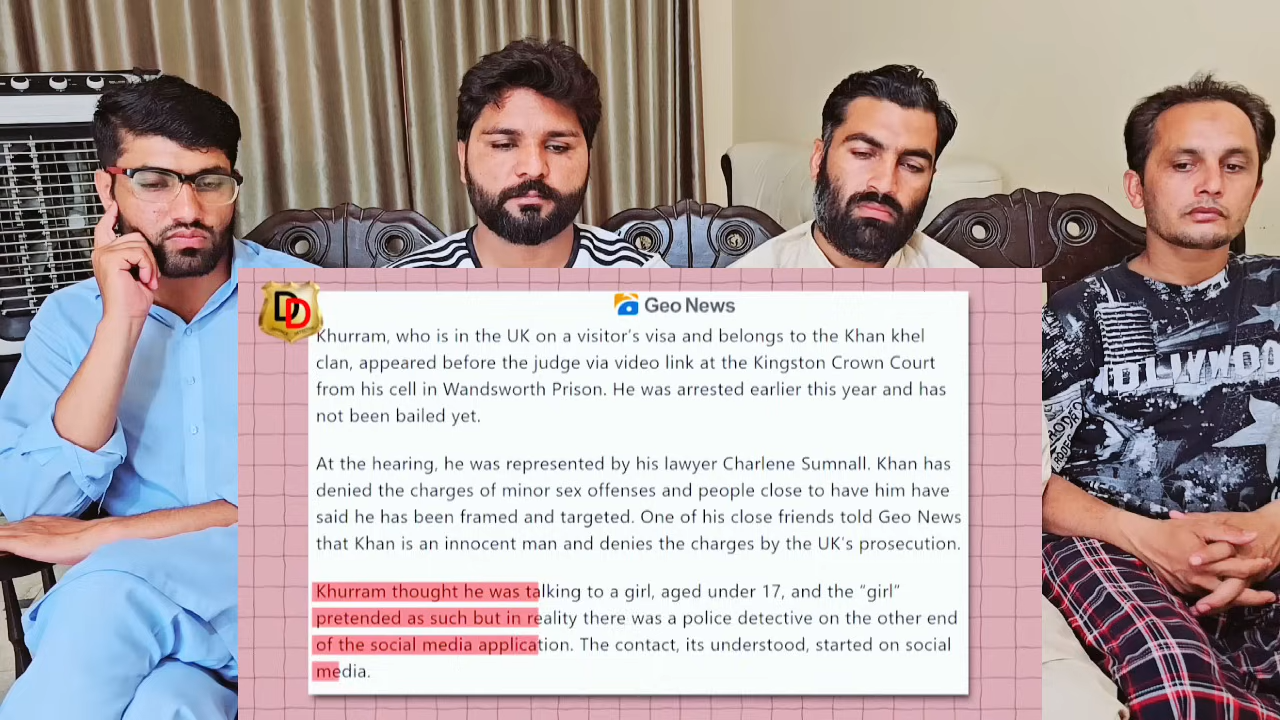 DD
Geo News
Khurram, who is in the UK on a visitor's visa and belongs to the Khan khel
clan, appeared before the judge via video link at the Kingston Crown Court
from his cell in Wandsworth Prison. He was arrested earlier this year and has
not been bailed yet.
At the hearing, he was represented by his lawyer Charlene Sumnall. Khan has
denied the charges of minor sex offenses and people close to have him have
said he has been framed and targeted. One of his close friends told Geo News
that Khan is an innocent man and denies the charges by the UK's prosecution.
Khurram thought he was talking to a girl, aged under 17, and the “girl”
pretended as such but in reality there was a police detective on the other end
of the social media application. The contact, its understood, started on social
media.